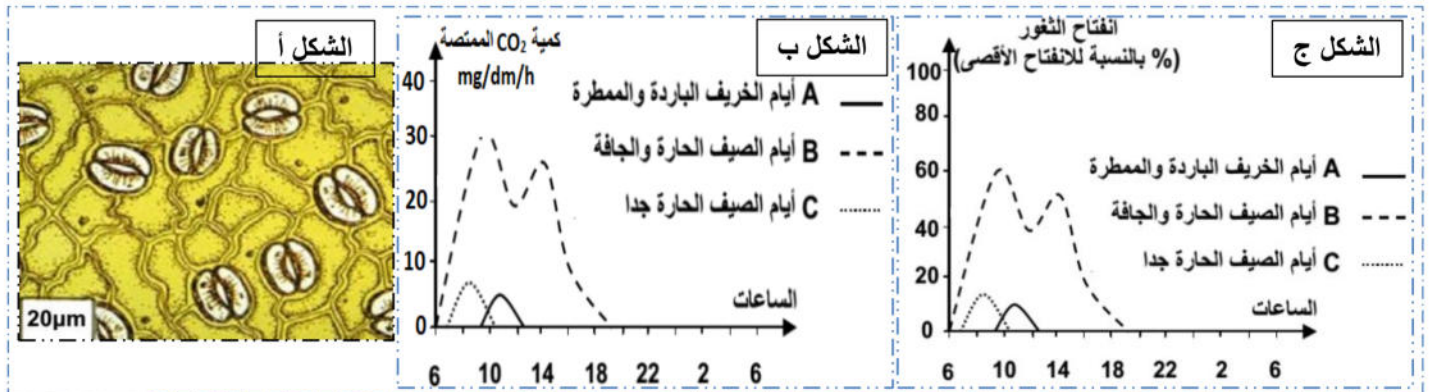 الشكل أ
20µm
الشكل ب
كمية CO₂ الممتصة
mg/dm/h
40
30
20
10
0
A أيام الخريف الباردة والممطرة
B أيام الصيف الحارة والجافة
C أيام الصيف الحارة جدا
الساعات
6 10 14 18 22 2 6
الشكل ج
انفتاح الثغور
(% بالنسبة للانفتاح الأقصى)
100
80
60
40
20
0
A أيام الخريف الباردة والممطرة
B أيام الصيف الحارة والجافة
C أيام الصيف الحارة جدا
الساعات
6 10 14 18 22 2 6